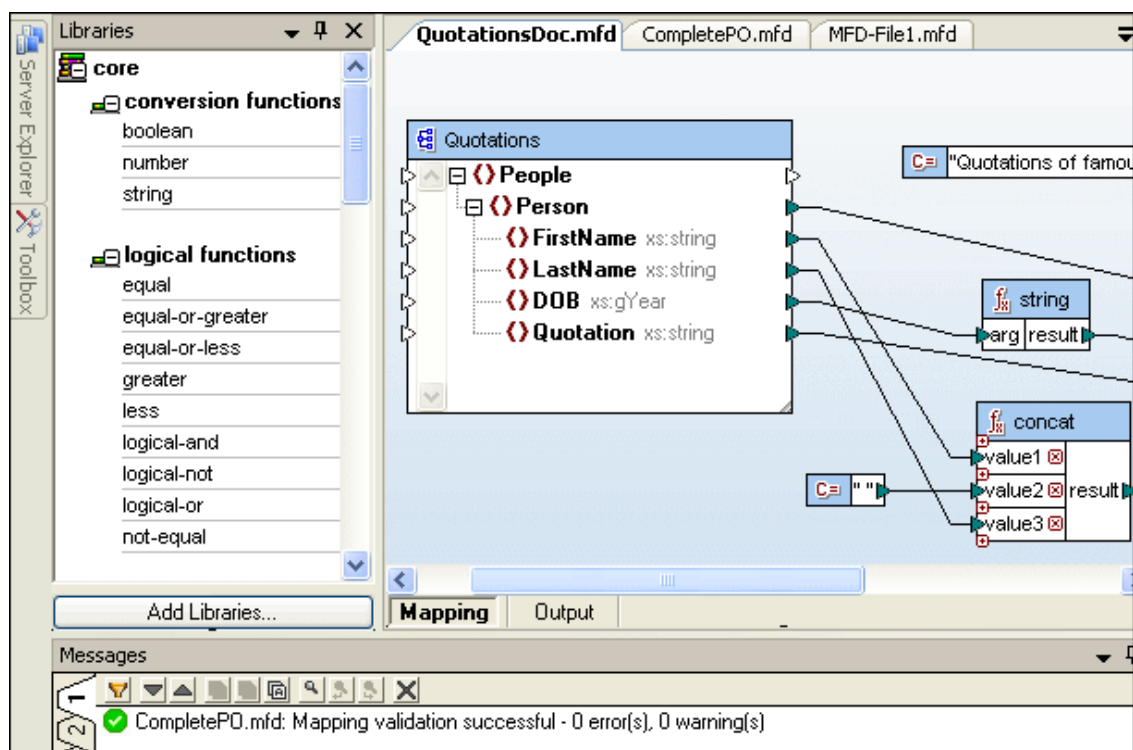 Server Explorer
Toolbox
Libraries
core
conversion functions
boolean
number
string
logical functions
equal
equal-or-greater
equal-or-less
greater
less
logical-and
logical-not
logical-or
not-equal
Add Libraries...
QuotationsDoc.mfd CompletePO.mfd MFD-File1.mfd
Quotations
People
Person
FirstName xs:string
LastName xs:string
DOB xs:gYear
Quotation xs:string
C= "Quotations of famou
fx string
arg result
fx concat
value1
C= " " value2 result
value3
Mapping Output
Messages
1
2
CompletePO.mfd: Mapping validation successful - 0 error(s), 0 warning(s)